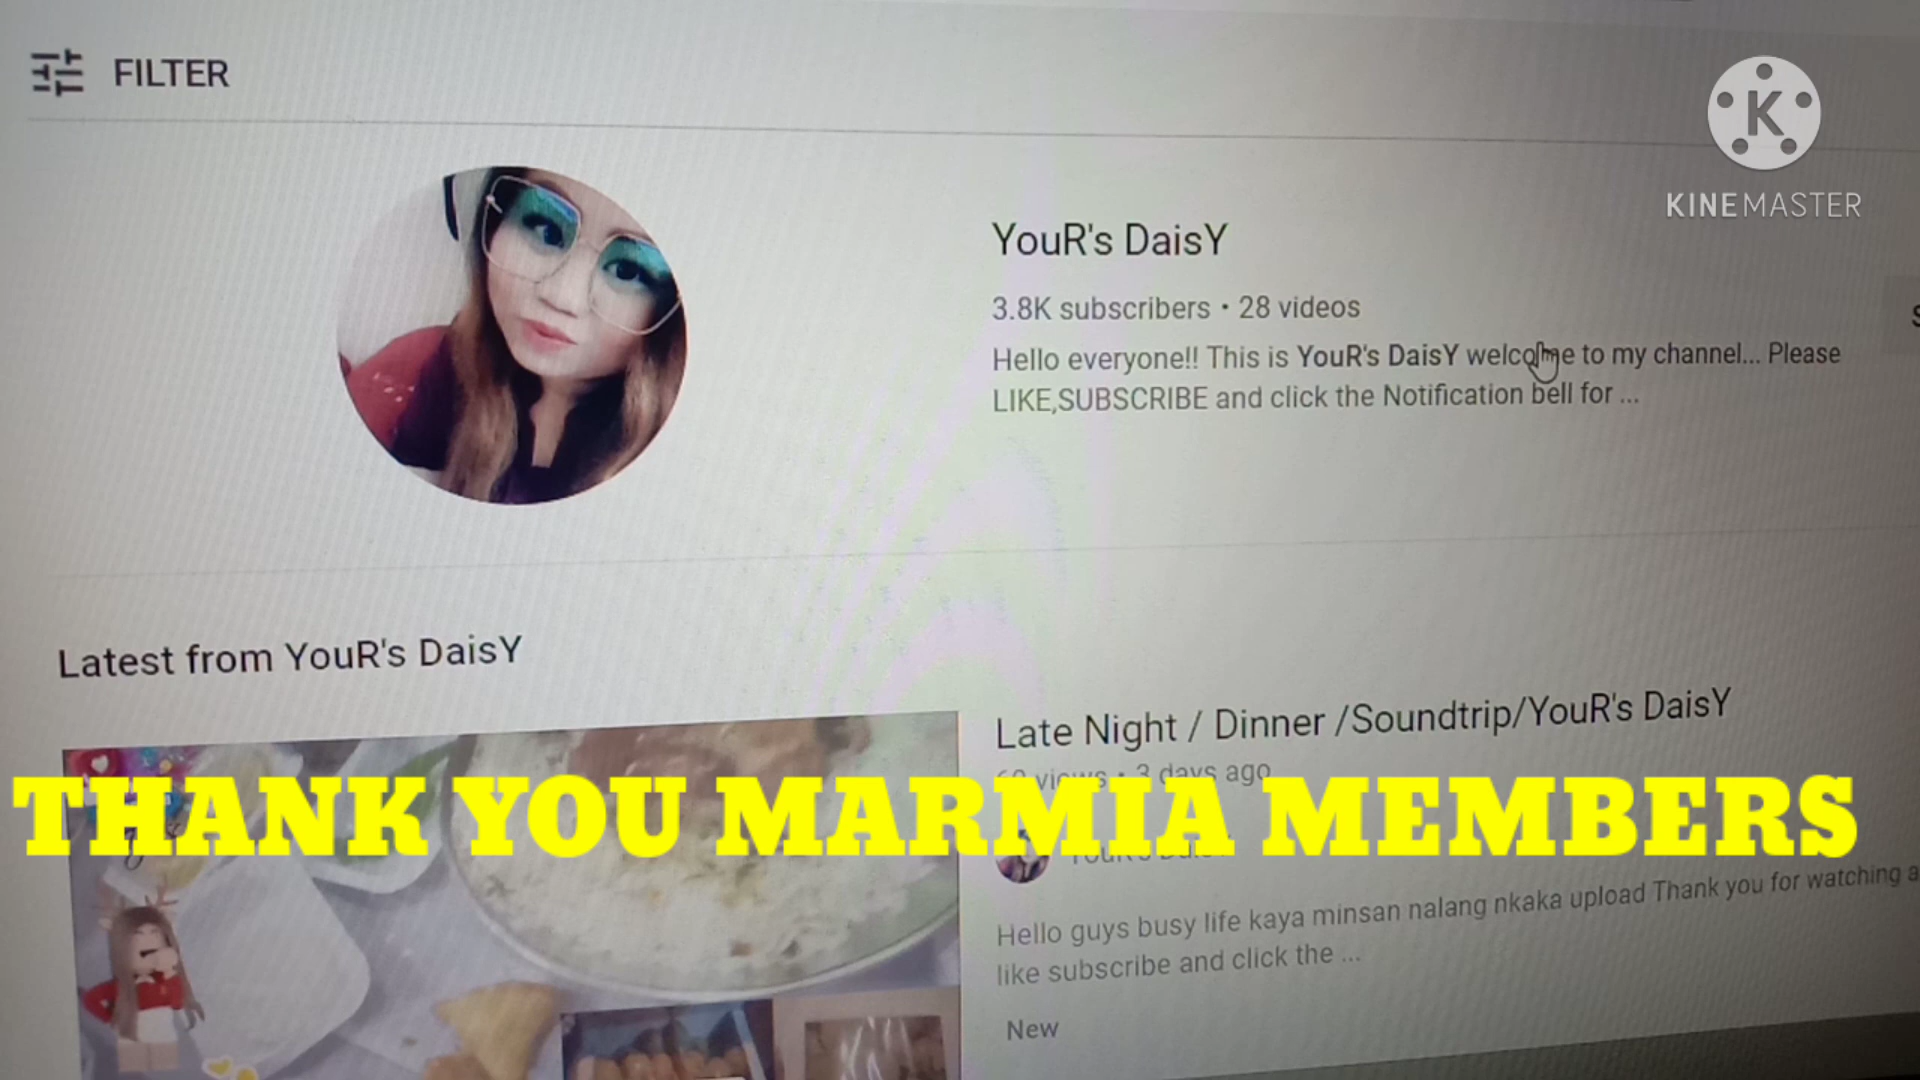 FILTER
K
KINEMASTER
YouR's DaisY
3.8K subscribers • 28 videos
Hello everyone!! This is YouR's DaisY welcome to my channel... Please
LIKE,SUBSCRIBE and click the Notification bell for ...
Latest from YouR's DaisY
Late Night / Dinner /Soundtrip/YouR's DaisY
views • 3 days ago
THANK YOU MARMIA MEMBERS
Hello guys busy life kaya minsan nalang nkaka upload Thank you for watching a
like subscribe and click the ...
New